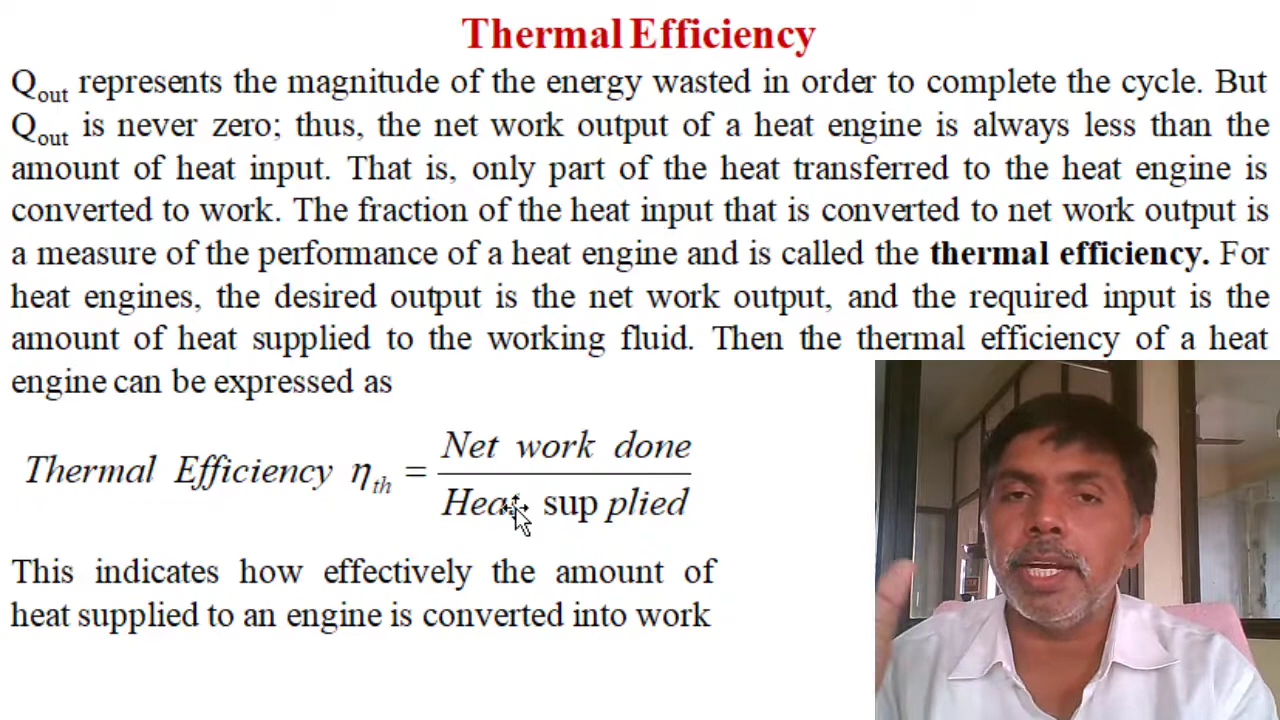 Thermal Efficiency
Q_out represents the magnitude of the energy wasted in order to complete the cycle. But
Q_out is never zero; thus, the net work output of a heat engine is always less than the
amount of heat input. That is, only part of the heat transferred to the heat engine is
converted to work. The fraction of the heat input that is converted to net work output is
a measure of the performance of a heat engine and is called the thermal efficiency. For
heat engines, the desired output is the net work output, and the required input is the
amount of heat supplied to the working fluid. Then the thermal efficiency of a heat
engine can be expressed as
Net work done
Thermal Efficiency η_th =
Heat sup plied
This indicates how effectively the amount of
heat supplied to an engine is converted into work